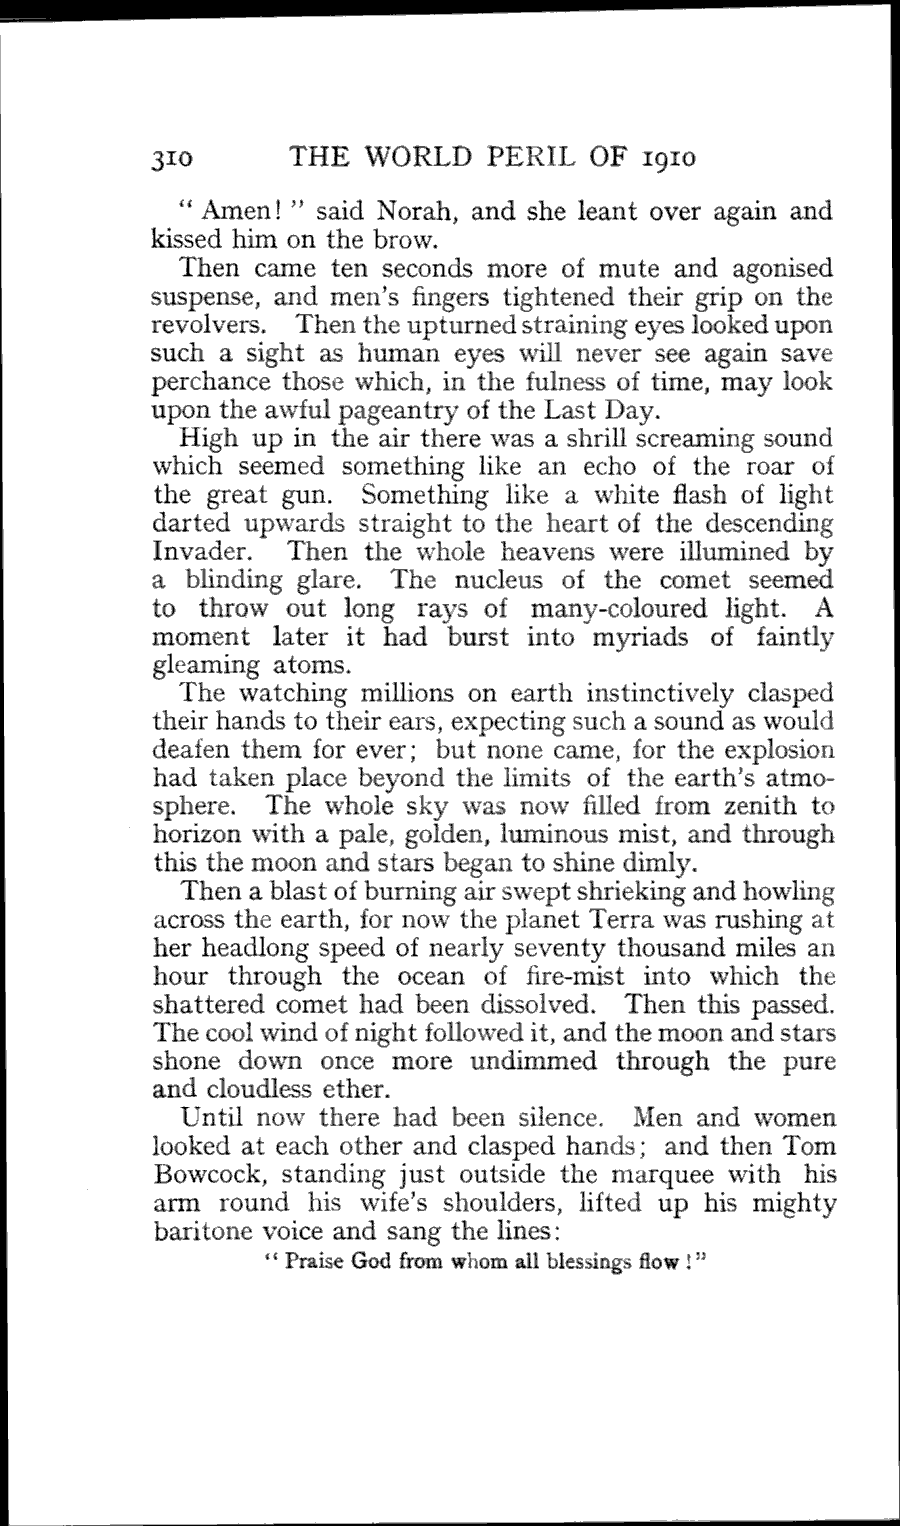 310 THE WORLD PERIL OF 1910
“ Amen! ” said Norah, and she leant over again and
kissed him on the brow.
Then came ten seconds more of mute and agonised
suspense, and men’s fingers tightened their grip on the
revolvers. Then the upturned straining eyes looked upon
such a sight as human eyes will never see again save
perchance those which, in the fulness of time, may look
upon the awful pageantry of the Last Day.
High up in the air there was a shrill screaming sound
which seemed something like an echo of the roar of
the great gun. Something like a white flash of light
darted upwards straight to the heart of the descending
Invader. Then the whole heavens were illumined by
a blinding glare. The nucleus of the comet seemed
to throw out long rays of many-coloured light. A
moment later it had burst into myriads of faintly
gleaming atoms.
The watching millions on earth instinctively clasped
their hands to their ears, expecting such a sound as would
deafen them for ever; but none came, for the explosion
had taken place beyond the limits of the earth’s atmo-
sphere. The whole sky was now filled from zenith to
horizon with a pale, golden, luminous mist, and through
this the moon and stars began to shine dimly.
Then a blast of burning air swept shrieking and howling
across the earth, for now the planet Terra was rushing at
her headlong speed of nearly seventy thousand miles an
hour through the ocean of fire-mist into which the
shattered comet had been dissolved. Then this passed.
The cool wind of night followed it, and the moon and stars
shone down once more undimmed through the pure
and cloudless ether.
Until now there had been silence. Men and women
looked at each other and clasped hands; and then Tom
Bowcock, standing just outside the marquee with his
arm round his wife’s shoulders, lifted up his mighty
baritone voice and sang the lines:
“ Praise God from whom all blessings flow !”